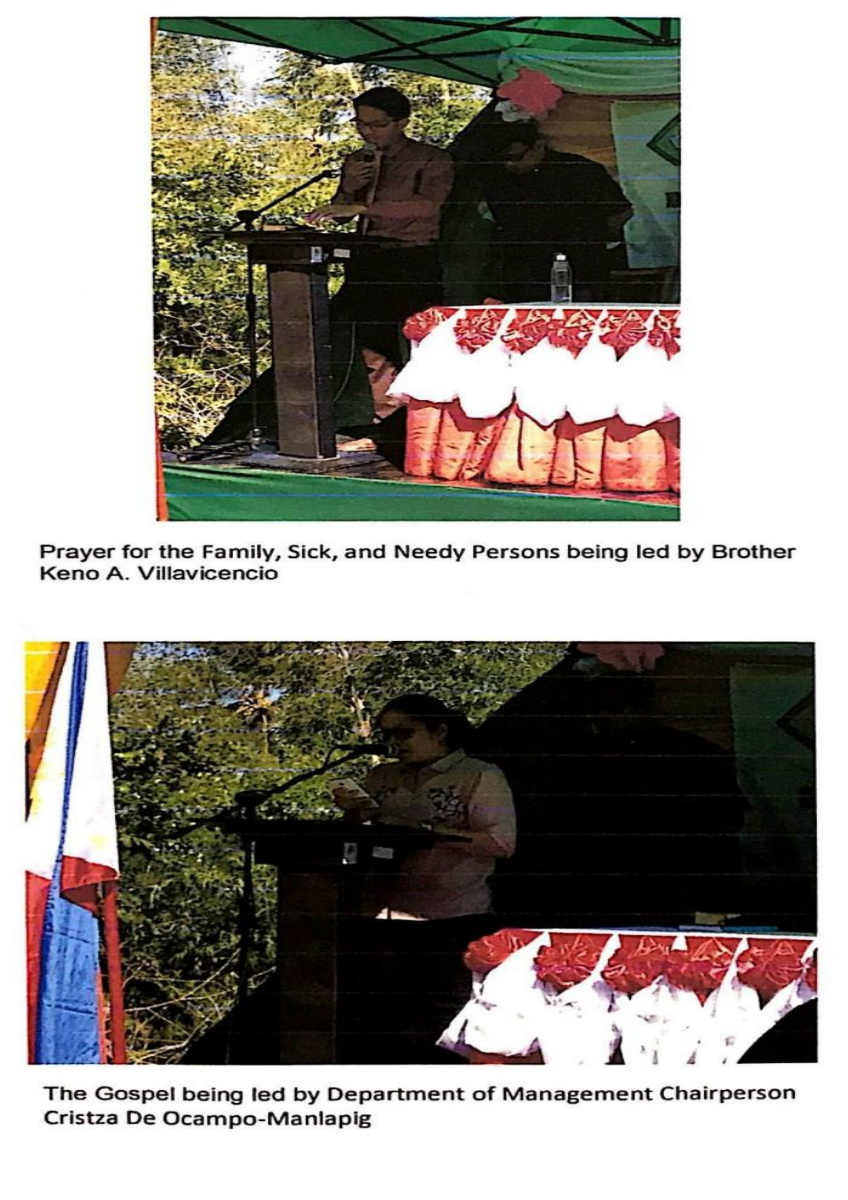 Prayer for the Family, Sick, and Needy Persons being led by Brother
Keno A. Villavicencio
The Gospel being led by Department of Management Chairperson
Cristza De Ocampo-Manlapig